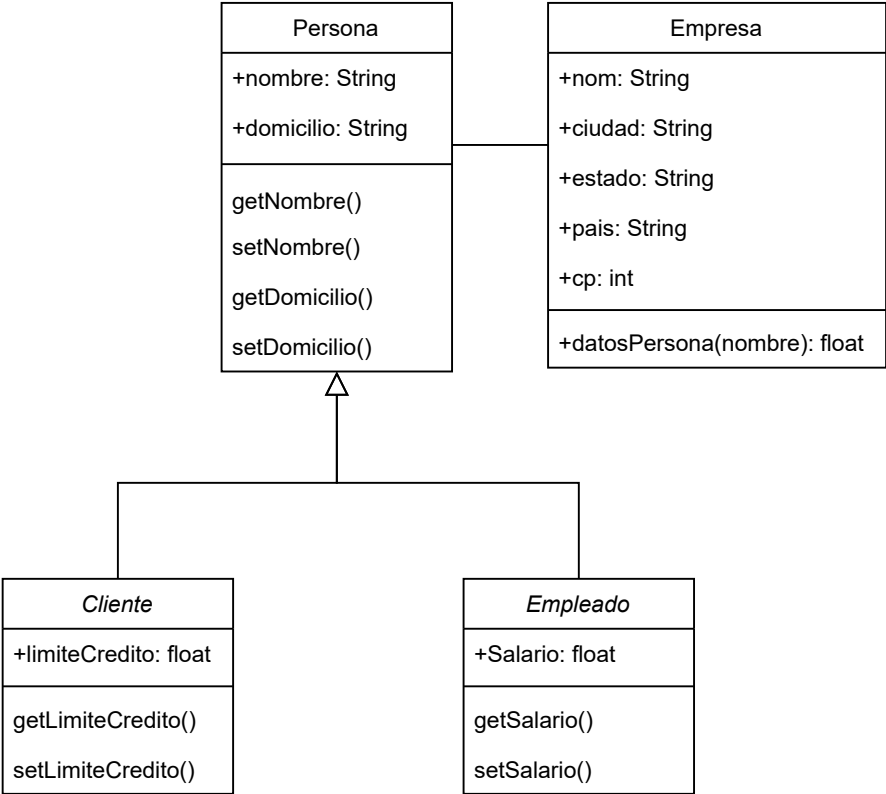 Persona
+nombre: String
+domicilio: String
getNombre()
setNombre()
getDomicilio()
setDomicilio()
Empresa
+nom: String
+ciudad: String
+estado: String
+pais: String
+cp: int
+datosPersona(nombre): float
Cliente
+limiteCredito: float
getLimiteCredito()
setLimiteCredito()
Empleado
+Salario: float
getSalario()
setSalario()